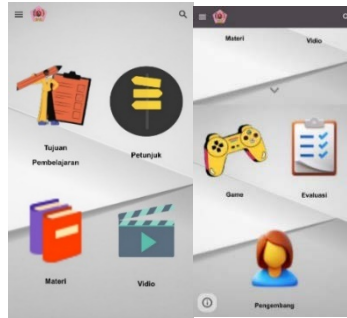 Tujuan
Pembelajaran
Petunjuk
Materi
Vidio
Materi
Vidio
Game
Evaluasi
Pengembang